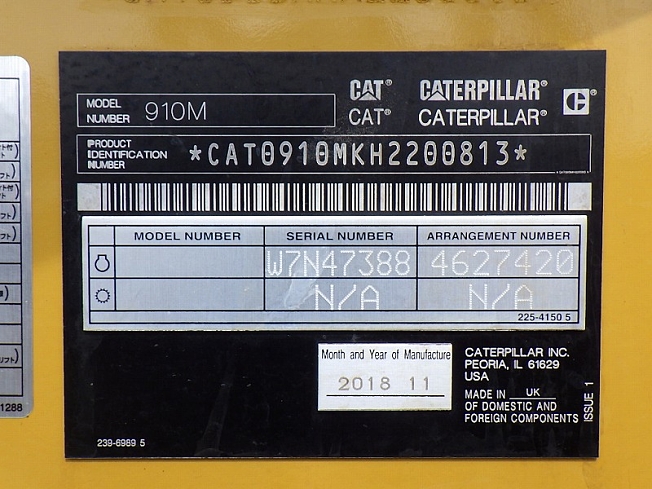 CAT® CATERPILLAR®
MODEL NUMBER 910M CAT® CATERPILLAR®
PRODUCT IDENTIFICATION NUMBER *CAT0910MKH2200813*
MODEL NUMBER SERIAL NUMBER ARRANGEMENT NUMBER
W7N47388 4627420
N/A N/A
225-4150 5
Month and Year of Manufacture
2018 11
CATERPILLAR INC.
PEORIA, IL 61629
USA
MADE IN UK
OF DOMESTIC AND
FOREIGN COMPONENTS
ISSUE 1
239-6989 5
1288